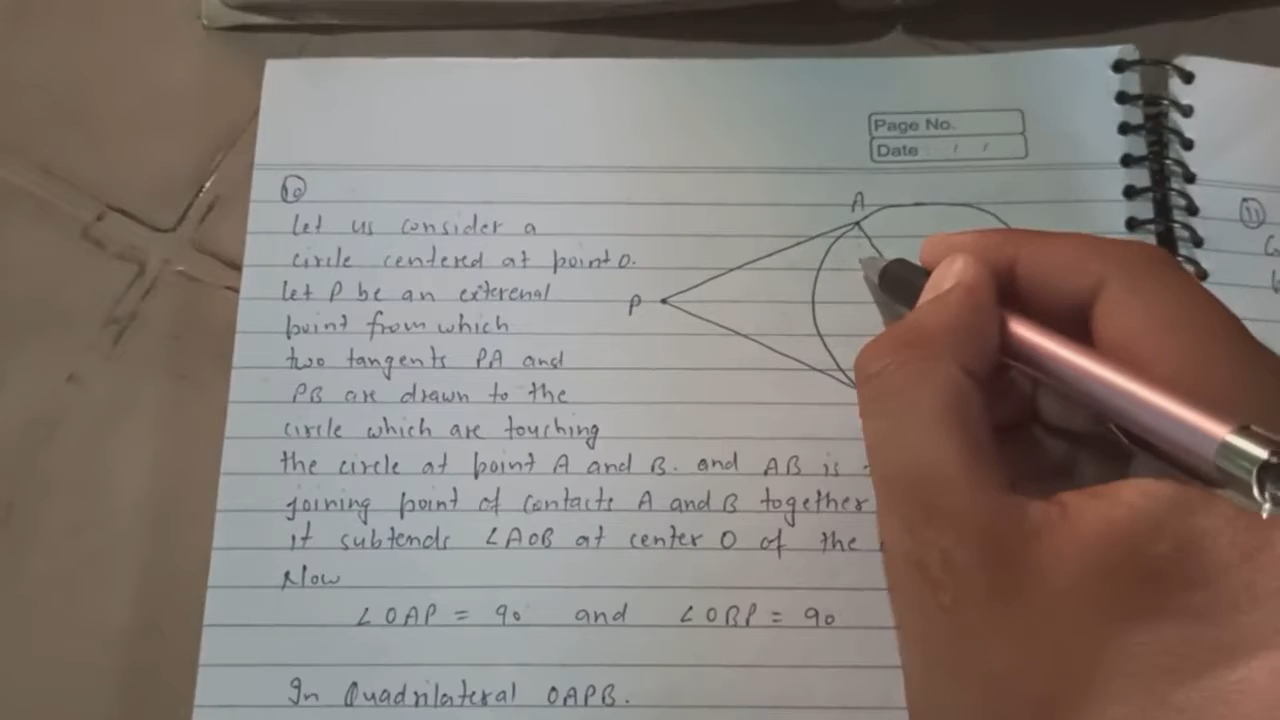 Page No.
Date / /
10
Let us consider a
circle centered at point O.
let P be an exterenal
point from which
two tangents PA and
PB are drawn to the
circle which are touching
the circle at point A and B. and AB is
joining point of contacts A and B together
it subtends ∠AOB at center O of the
Now
∠OAP = 90 and ∠OBP = 90
In Quadrilateral OAPB.
A
P
11